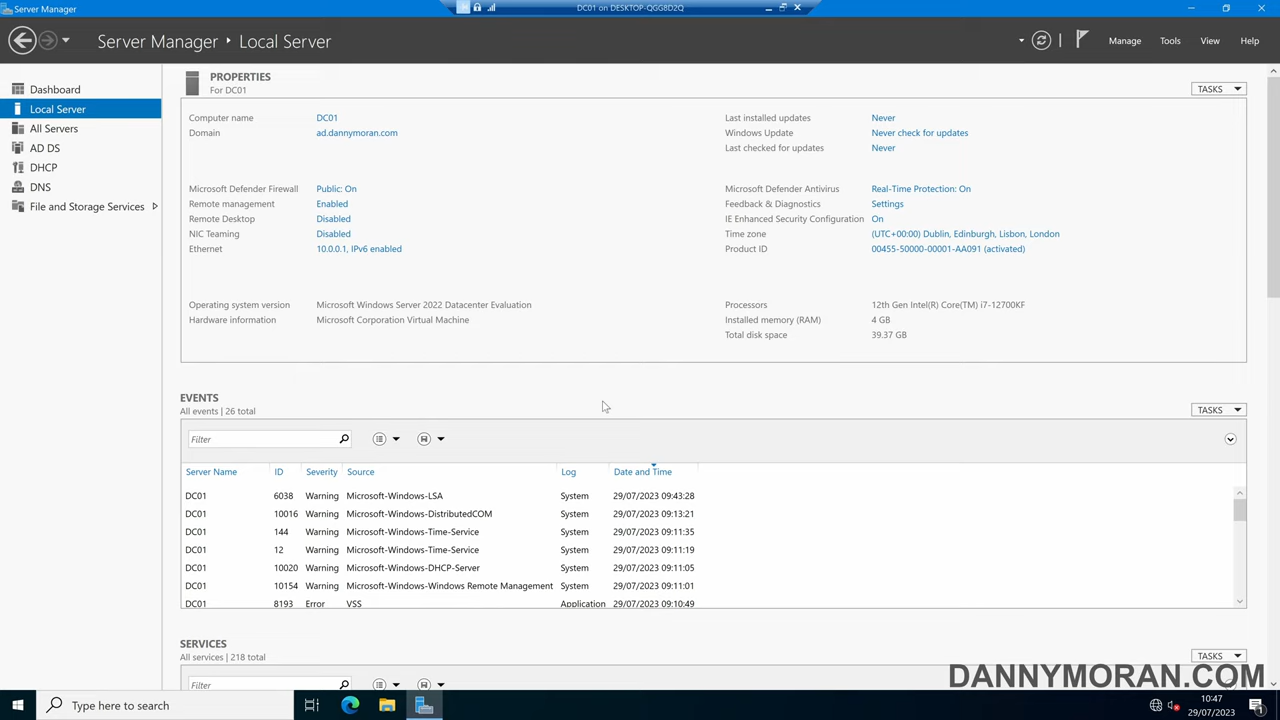 Server Manager
DC01 on DESKTOP-QGG8D2Q
Server Manager • Local Server
Manage Tools View Help
Dashboard
Local Server
All Servers
AD DS
DHCP
DNS
File and Storage Services
PROPERTIES
For DC01
TASKS
Computer name DC01
Domain ad.dannymoran.com
Last installed updates Never
Windows Update Never check for updates
Last checked for updates Never
Microsoft Defender Firewall Public: On
Remote management Enabled
Remote Desktop Disabled
NIC Teaming Disabled
Ethernet 10.0.0.1, IPv6 enabled
Microsoft Defender Antivirus Real-Time Protection: On
Feedback & Diagnostics Settings
IE Enhanced Security Configuration On
Time zone (UTC+00:00) Dublin, Edinburgh, Lisbon, London
Product ID 00455-50000-00001-AA091 (activated)
Operating system version Microsoft Windows Server 2022 Datacenter Evaluation
Hardware information Microsoft Corporation Virtual Machine
Processors 12th Gen Intel(R) Core(TM) i7-12700KF
Installed memory (RAM) 4 GB
Total disk space 39.37 GB
EVENTS
All events | 26 total
TASKS
Filter
Server Name ID Severity Source Log Date and Time
DC01 6038 Warning Microsoft-Windows-LSA System 29/07/2023 09:43:28
DC01 10016 Warning Microsoft-Windows-DistributedCOM System 29/07/2023 09:13:21
DC01 144 Warning Microsoft-Windows-Time-Service System 29/07/2023 09:11:35
DC01 12 Warning Microsoft-Windows-Time-Service System 29/07/2023 09:11:19
DC01 10020 Warning Microsoft-Windows-DHCP-Server System 29/07/2023 09:11:05
DC01 10154 Warning Microsoft-Windows-Windows Remote Management System 29/07/2023 09:11:01
DC01 8193 Error VSS Application 29/07/2023 09:10:49
SERVICES
All services | 218 total
TASKS
Filter
DANNYMORAN.COM
Type here to search
10:47
29/07/2023
1